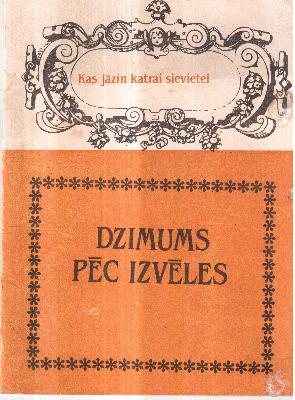 Kas jāzin katrai sievietei
DZIMUMS
PĒC IZVĒLES